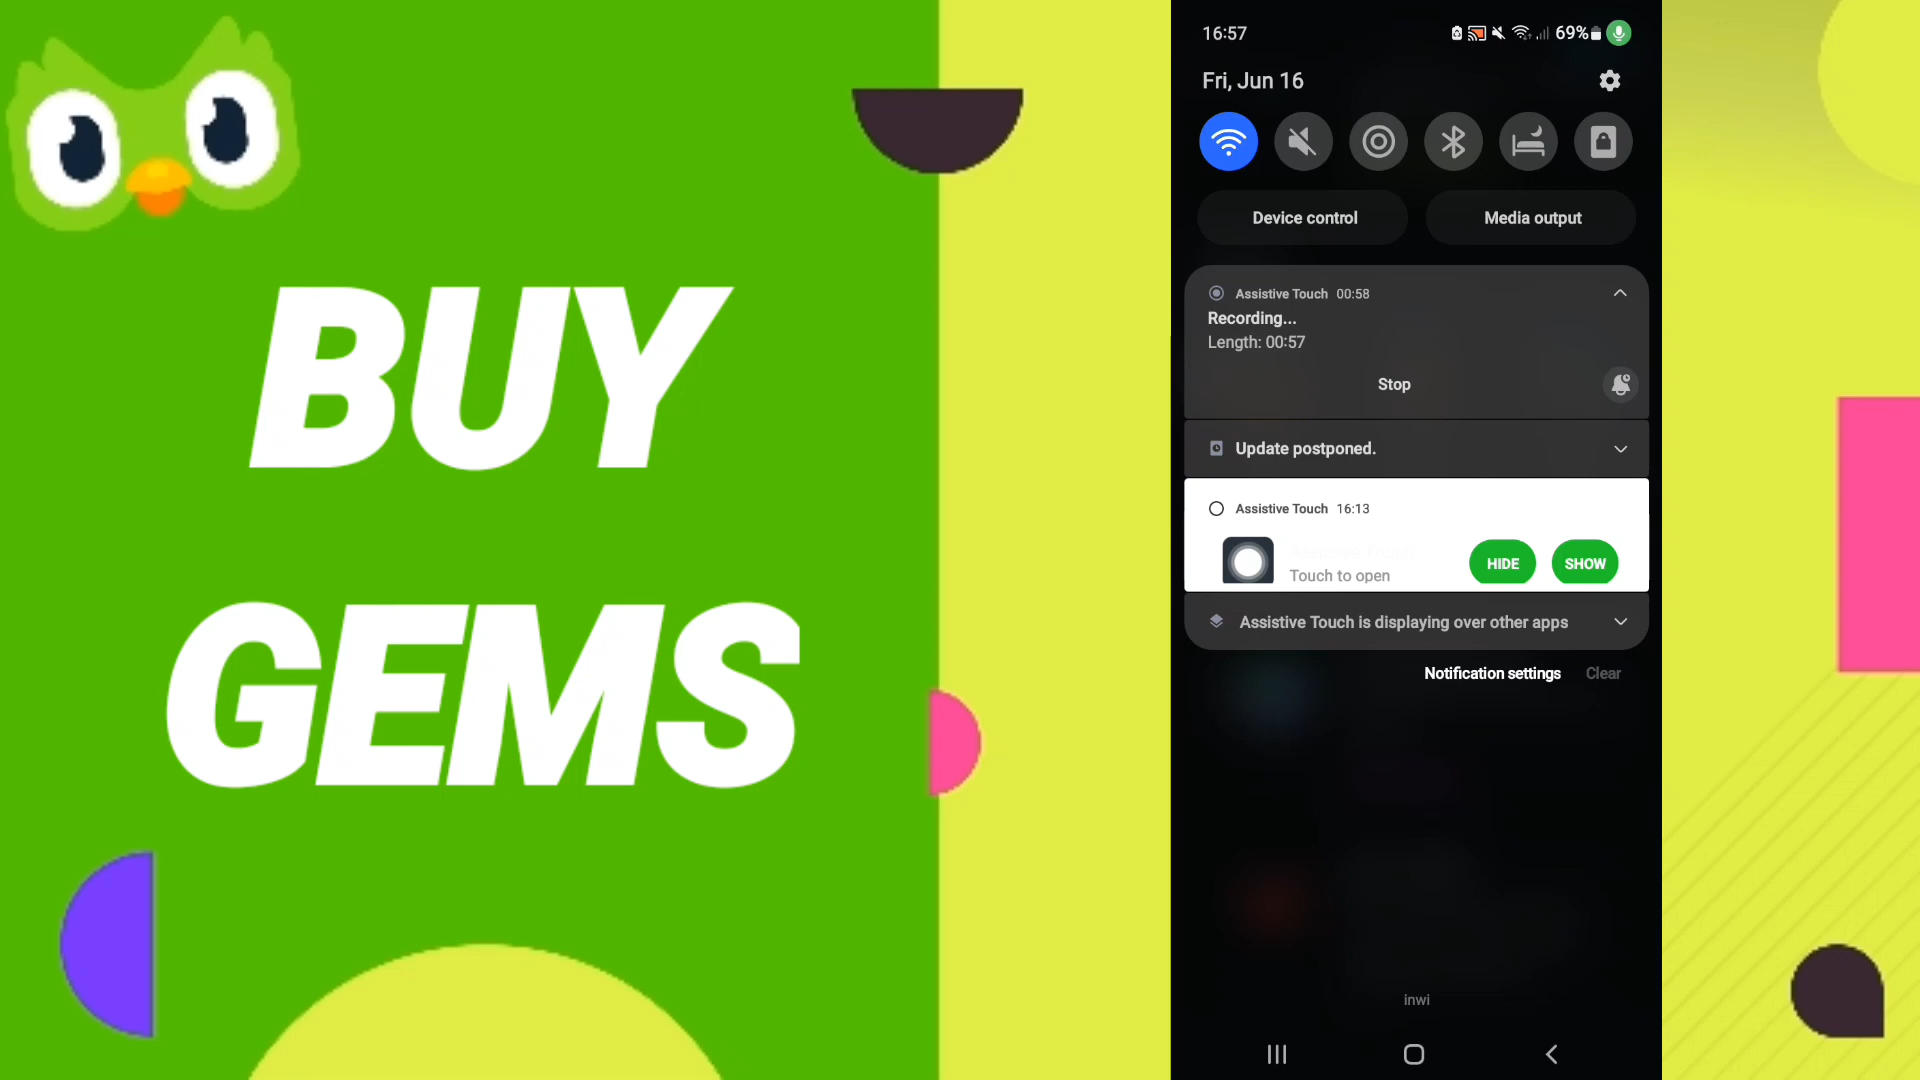 BUY
GEMS
16:57
69%
Fri, Jun 16
Device control
Media output
Assistive Touch 00:58
Recording...
Length: 00:57
Stop
Update postponed.
Assistive Touch 16:13
Touch to open
HIDE
SHOW
Assistive Touch is displaying over other apps
Notification settings
Clear
inwi